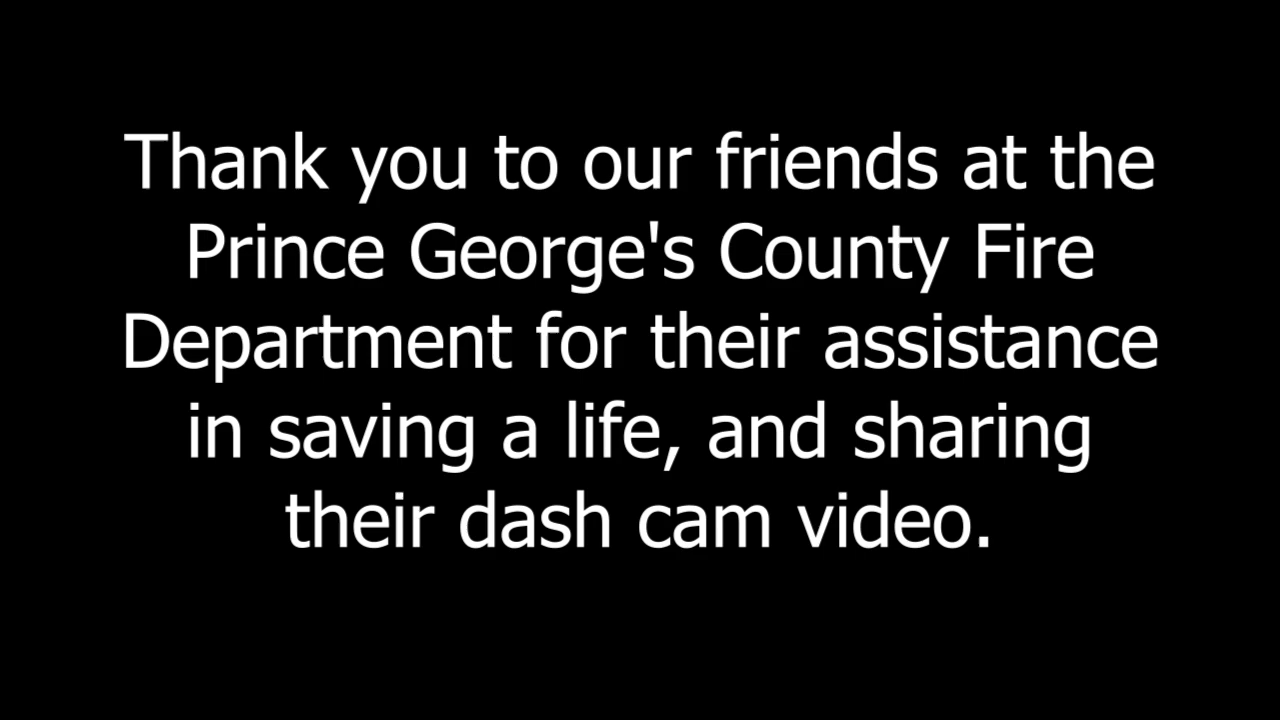 Thank you to our friends at the
Prince George's County Fire
Department for their assistance
in saving a life, and sharing
their dash cam video.